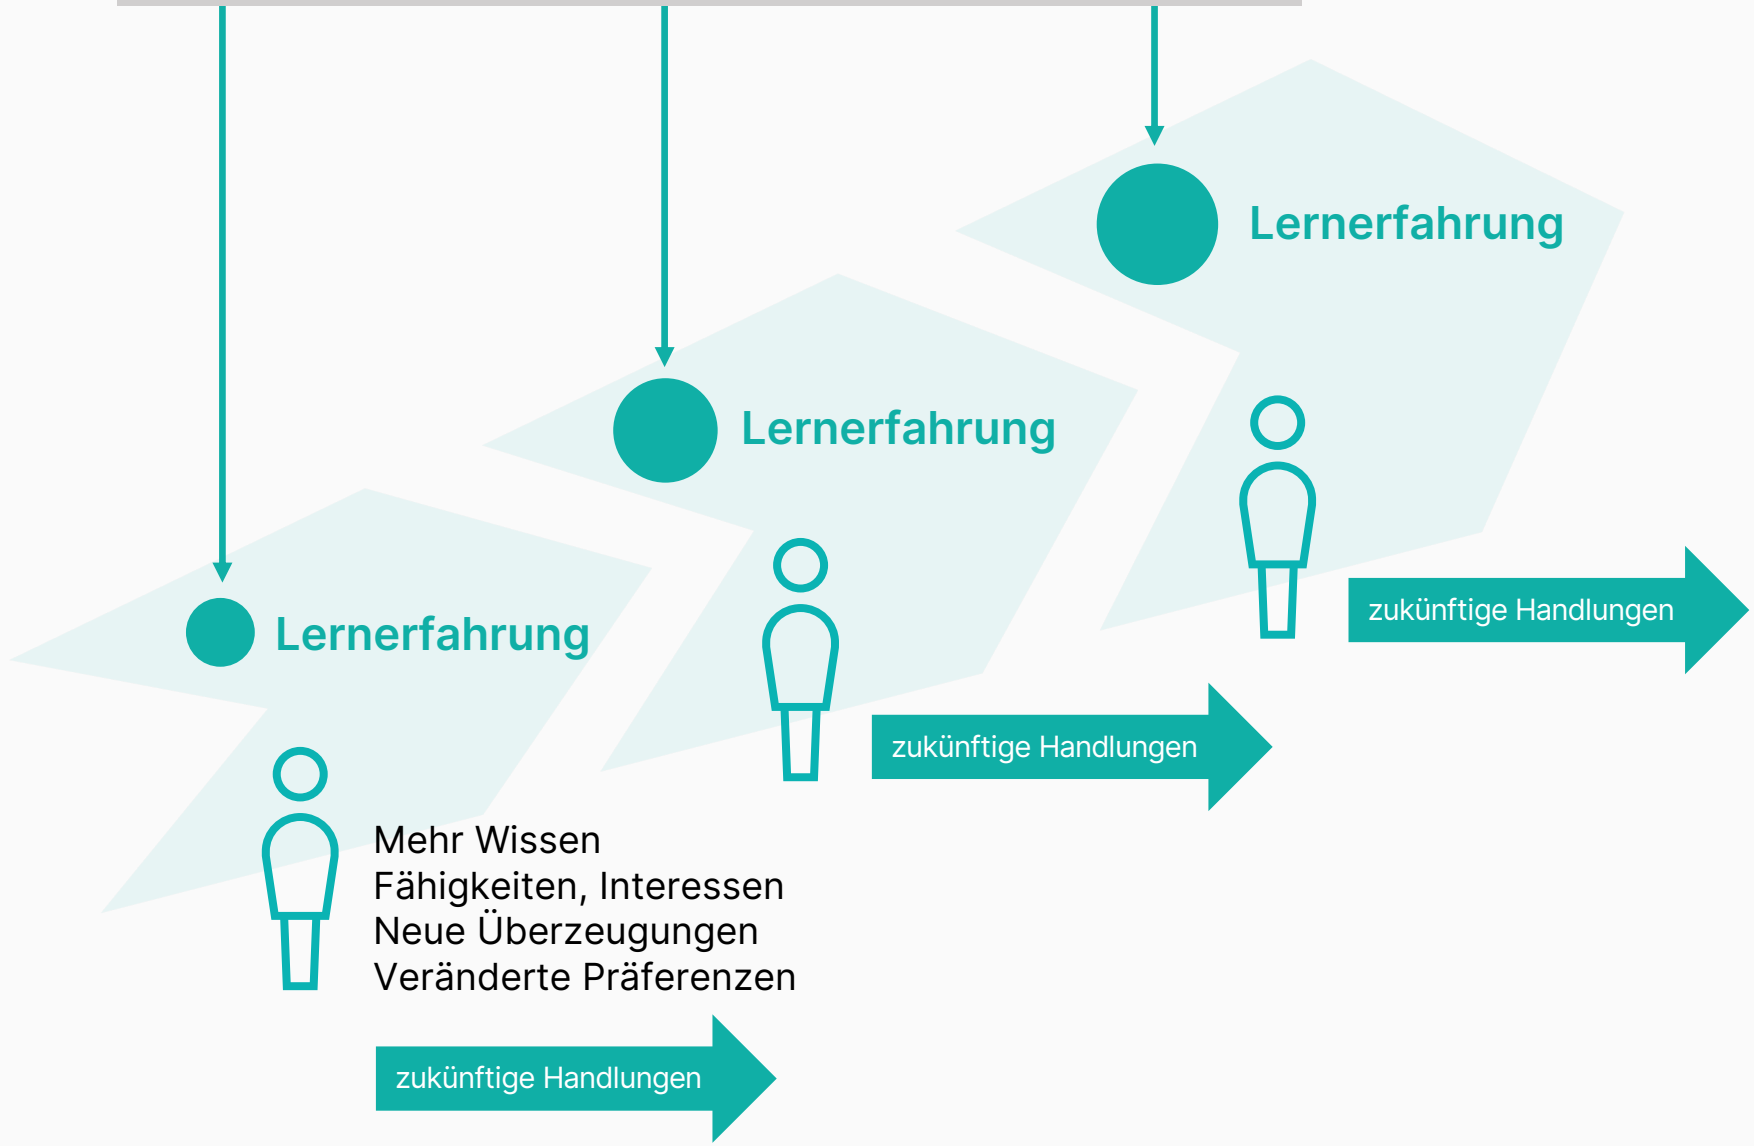 Lernerfahrung
Lernerfahrung
zukünftige Handlungen
Lernerfahrung
zukünftige Handlungen
Mehr Wissen
Fähigkeiten, Interessen
Neue Überzeugungen
Veränderte Präferenzen
zukünftige Handlungen